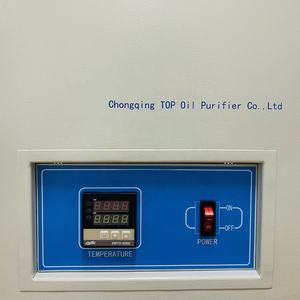 Chongqing TOP Oil Purifier Co.,Ltd
ON
OFF
POWER
TEMPERATURE